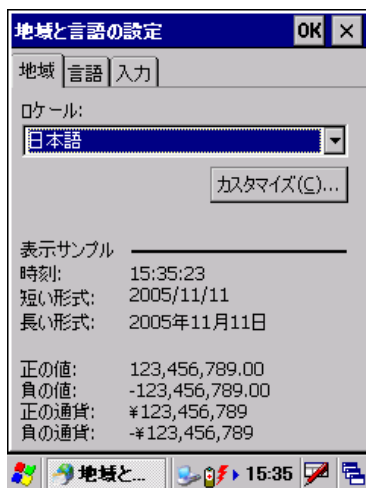 地域と言語の設定 OK ×
地域 言語 入力
ロケール:
日本語
カスタマイズ(C)...
表示サンプル
時刻: 15:35:23
短い形式: 2005/11/11
長い形式: 2005年11月11日
正の値: 123,456,789.00
負の値: -123,456,789.00
正の通貨: ¥123,456,789
負の通貨: -¥123,456,789
地域と... 15:35